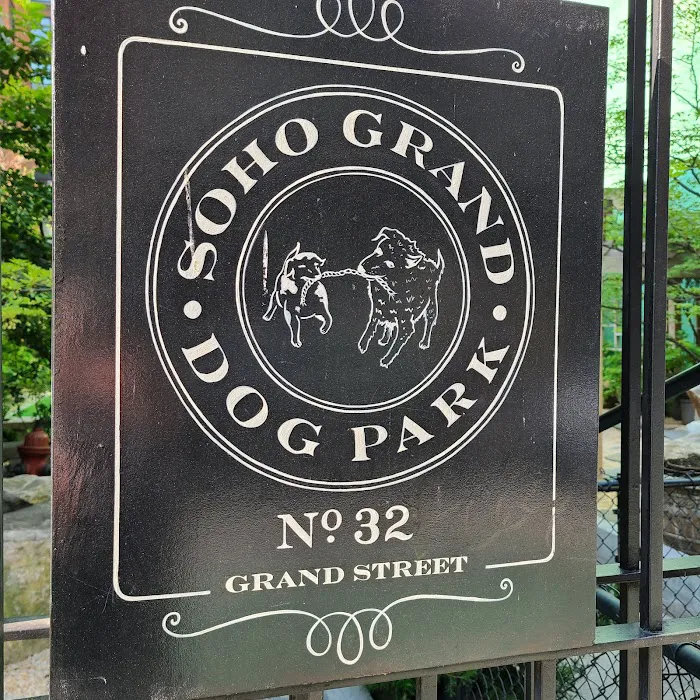 SOHO GRAND
DOG PARK
Nº 32
GRAND STREET